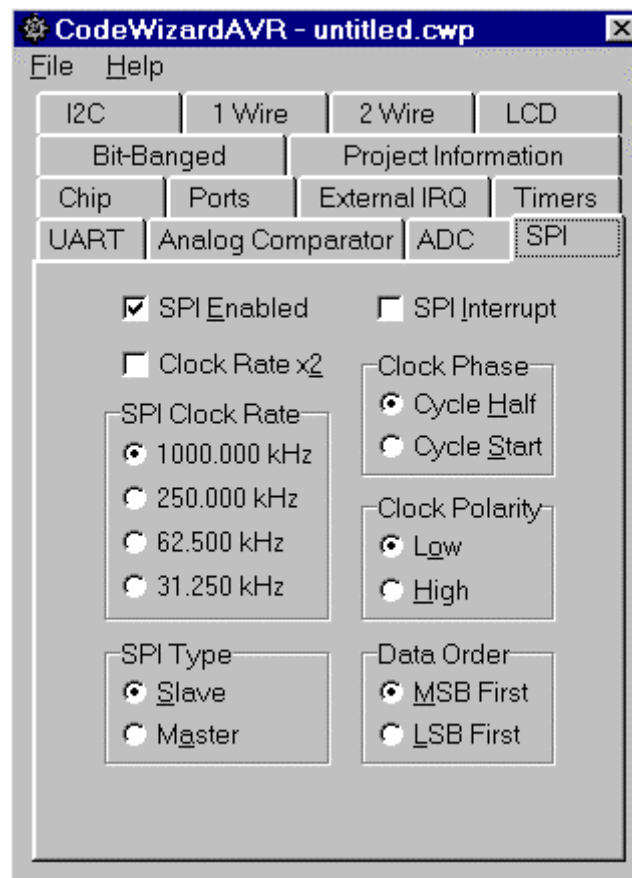 CodeWizardAVR - untitled.cwp
File Help
I2C 1 Wire 2 Wire LCD
Bit-Banged Project Information
Chip Ports External IRQ Timers
UART Analog Comparator ADC SPI
SPI Enabled SPI Interrupt
Clock Rate x2
SPI Clock Rate
1000.000 kHz
250.000 kHz
62.500 kHz
31.250 kHz
Clock Phase
Cycle Half
Cycle Start
Clock Polarity
Low
High
SPI Type
Slave
Master
Data Order
MSB First
LSB First